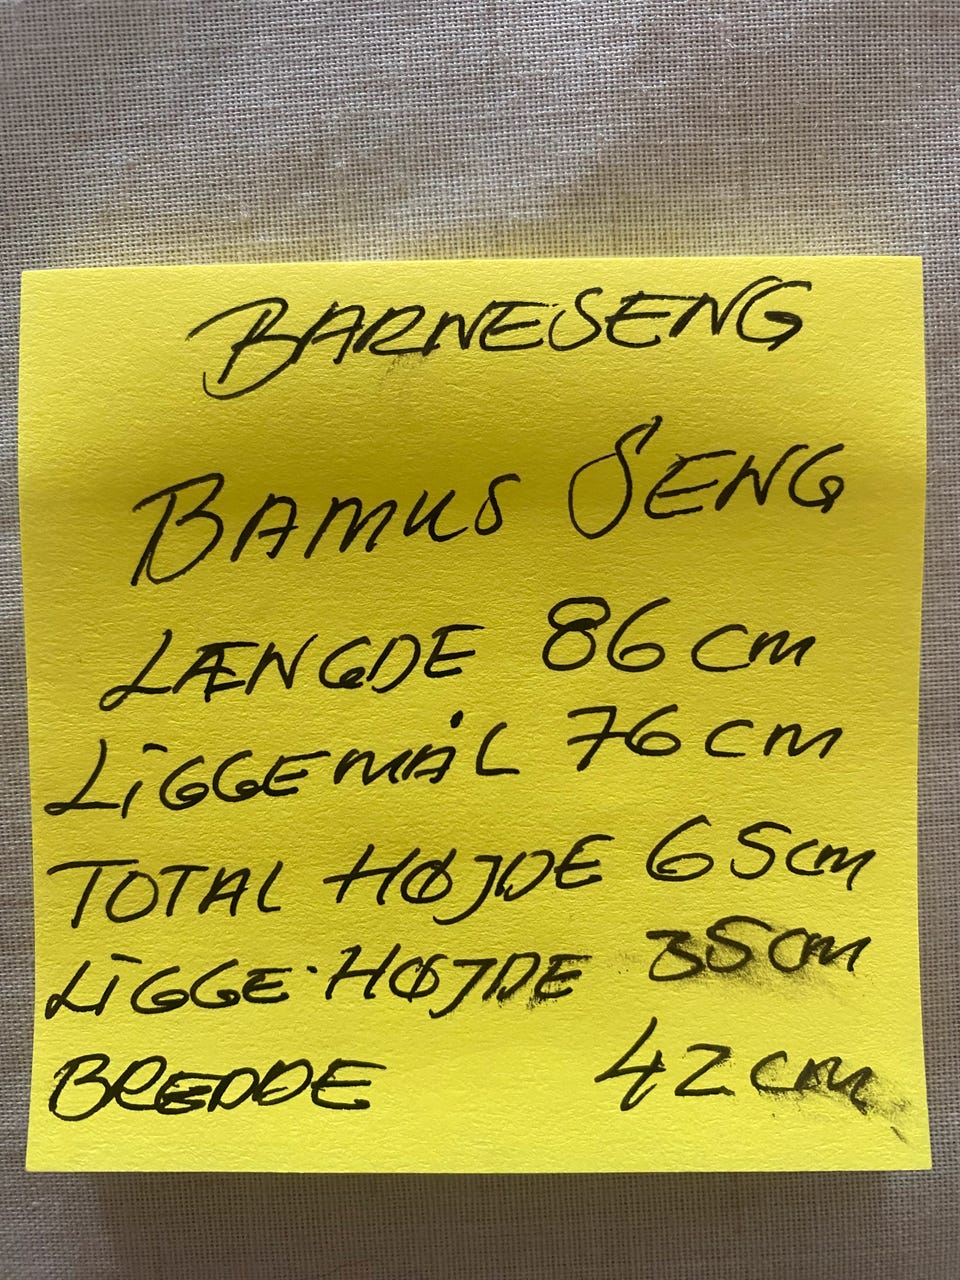 BARNESENG
BAMUS SENG
LÆNGDE 86 cm
LIGGEMÅL 76 cm
TOTAL HØJDE 65 cm
LIGGE-HØJDE 35 cm
BREDDE 42 cm